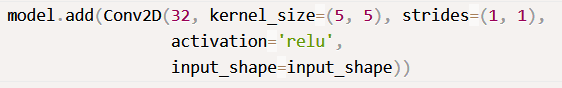 model.add(Conv2D(32, kernel_size=(5, 5), strides=(1, 1),
                 activation='relu',
                 input_shape=input_shape))